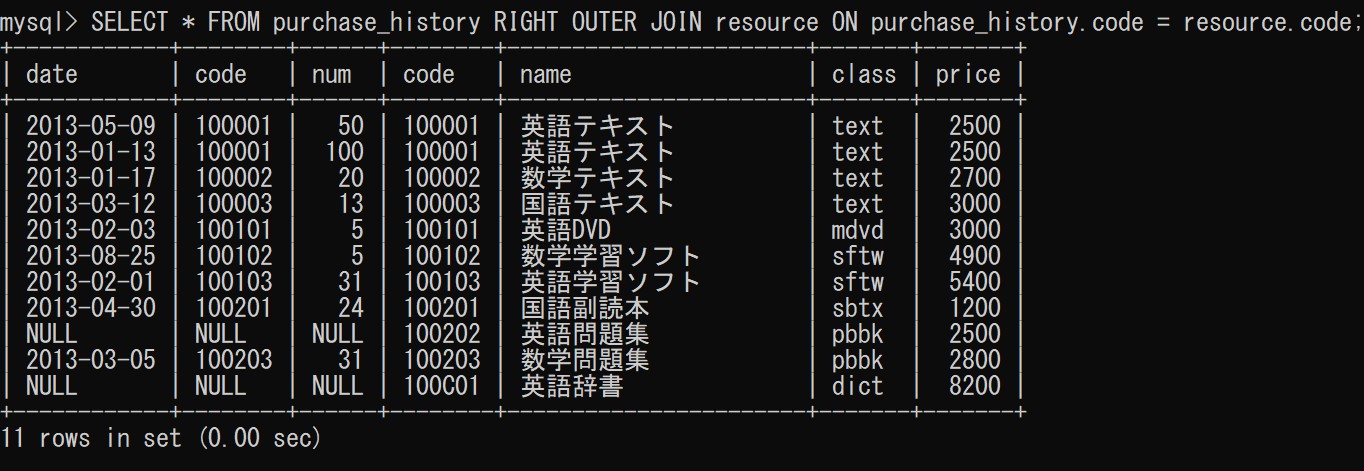 mysql> SELECT * FROM purchase_history RIGHT OUTER JOIN resource ON purchase_history.code = resource.code;
+------------+--------+------+--------+--------------------+-------+-------+
| date       | code   | num  | code   | name               | class | price |
+------------+--------+------+--------+--------------------+-------+-------+
| 2013-05-09 | 100001 |   50 | 100001 | 英語テキスト       | text  |  2500 |
| 2013-01-13 | 100001 |  100 | 100001 | 英語テキスト       | text  |  2500 |
| 2013-01-17 | 100002 |   20 | 100002 | 数学テキスト       | text  |  2700 |
| 2013-03-12 | 100003 |   13 | 100003 | 国語テキスト       | text  |  3000 |
| 2013-02-03 | 100101 |    5 | 100101 | 英語DVD            | mdvd  |  3000 |
| 2013-08-25 | 100102 |    5 | 100102 | 数学学習ソフト     | sftw  |  4900 |
| 2013-02-01 | 100103 |   31 | 100103 | 英語学習ソフト     | sftw  |  5400 |
| 2013-04-30 | 100201 |   24 | 100201 | 国語副読本         | sbtx  |  1200 |
| NULL       | NULL   | NULL | 100202 | 英語問題集         | pbbk  |  2500 |
| 2013-03-05 | 100203 |   31 | 100203 | 数学問題集         | pbbk  |  2800 |
| NULL       | NULL   | NULL | 100C01 | 英語辞書           | dict  |  8200 |
+------------+--------+------+--------+--------------------+-------+-------+
11 rows in set (0.00 sec)